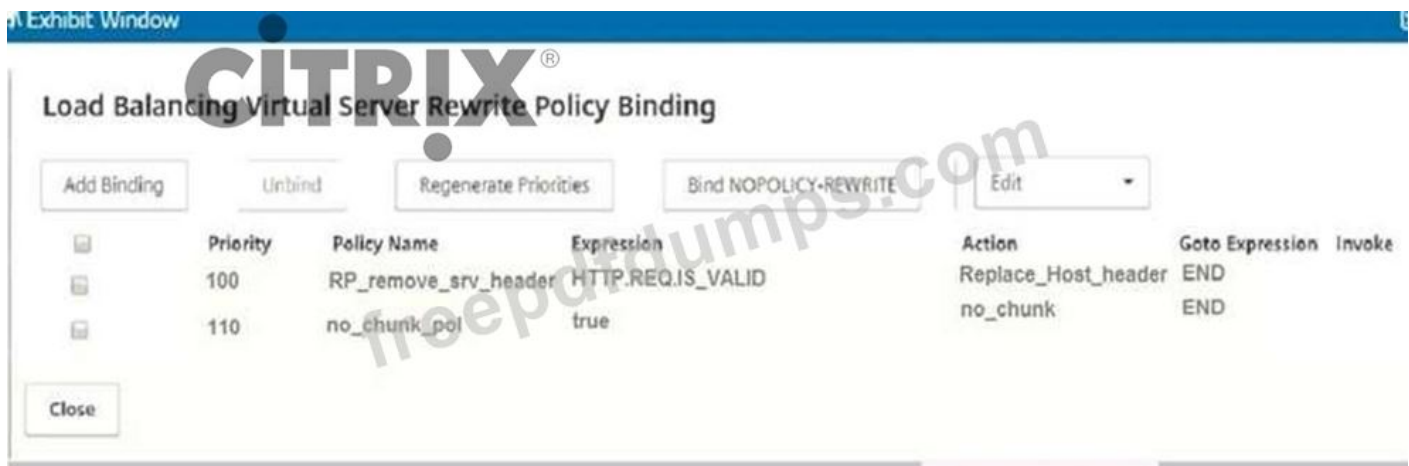 Exhibit Window
CİTRIX®
Load Balancing Virtual Server Rewrite Policy Binding
Add Binding Unbind Regenerate Priorities Bind NOPOLICY-REWRITE Edit
Priority Policy Name Expression Action Goto Expression Invoke
100 RP_remove_srv_header HTTP.REQ.IS_VALID Replace_Host_header END
110 no_chunk_pol true no_chunk END
freepdfdumps.com
Close